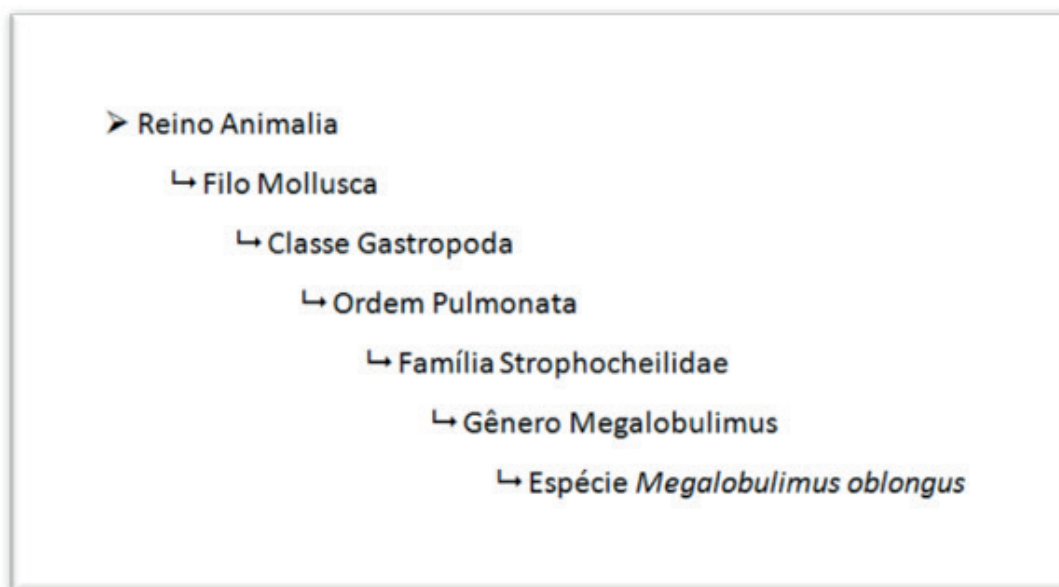 ➢ Reino Animalia
↳ Filo Mollusca
↳ Classe Gastropoda
↳ Ordem Pulmonata
↳ Família Strophocheilidae
↳ Gênero Megalobulimus
↳ Espécie Megalobulimus oblongus